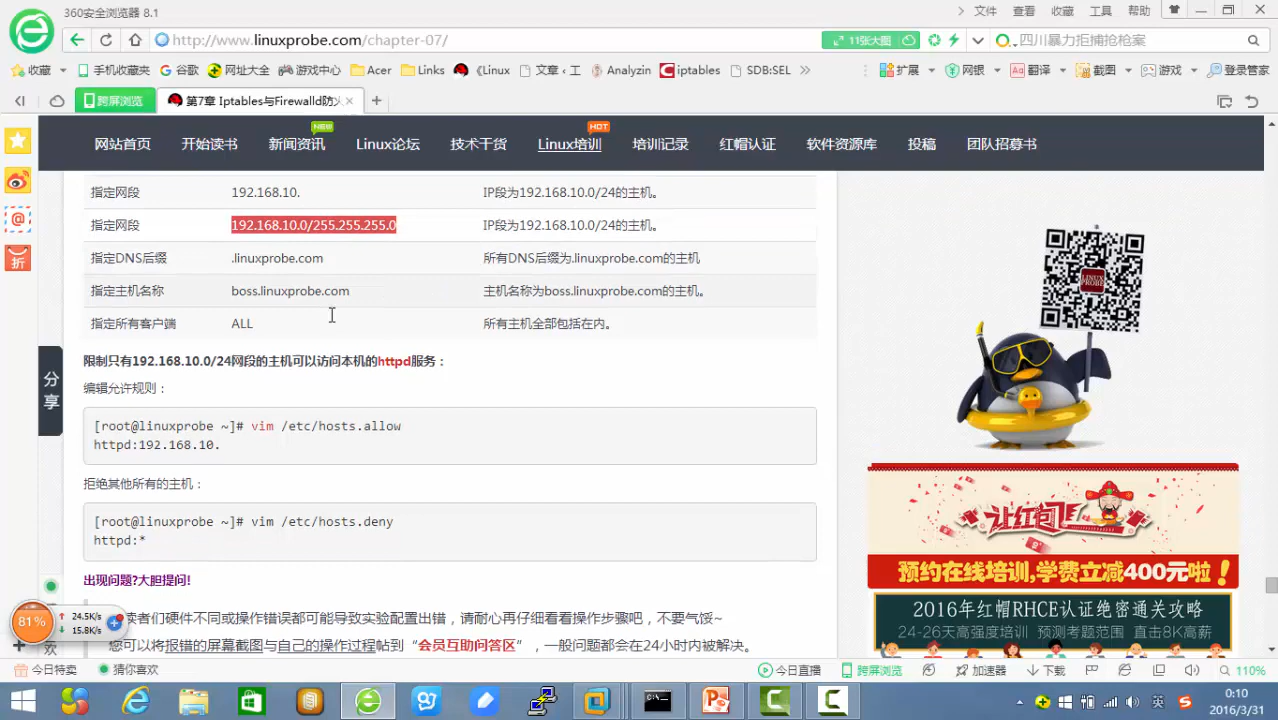 360安全浏览器 8.1
文件 查看 收藏 工具 帮助
http://www.linuxprobe.com/chapter-07/
11张大图
四川暴力拒捕抢枪案
收藏 手机收藏夹 谷歌 网址大全 游戏中心 Acer Links 《Linux 文章‹ 工 Analyzin iptables SDB:SEL
扩展 网银 翻译 截图 游戏 登录管家
跨屏浏览 第7章 Iptables与Firewalld防火
NEW HOT
网站首页 开始读书 新闻资讯 Linux论坛 技术干货 Linux培训 培训记录 红帽认证 软件资源库 投稿 团队招募书
指定网段 192.168.10. IP段为192.168.10.0/24的主机。
指定网段 192.168.10.0/255.255.255.0 IP段为192.168.10.0/24的主机。
指定DNS后缀 .linuxprobe.com 所有DNS后缀为.linuxprobe.com的主机
指定主机名称 boss.linuxprobe.com 主机名称为boss.linuxprobe.com的主机。
指定所有客户端 ALL 所有主机全部包括在内。
限制只有192.168.10.0/24网段的主机可以访问本机的httpd服务：
编辑允许规则：
[root@linuxprobe ~]# vim /etc/hosts.allow
httpd:192.168.10.
拒绝其他所有的主机：
[root@linuxprobe ~]# vim /etc/hosts.deny
httpd:*
出现问题?大胆提问!
读者们硬件不同或操作错误都可能导致实验配置出错，请耐心再仔细看看操作步骤吧，不要气馁~
您可以将报错的屏幕截图与自己的操作过程帖到“会员互助问答区”，一般问题都会在24小时内被解决。
分享
折
81%
24.5K/s
15.8K/s
欢
LINUX
PROBE
让红包飞
预约在线培训,学费立减400元啦！
2016年红帽RHCE认证绝密通关攻略
24-26天高强度培训 预测考题范围 直击8K高薪
今日特卖 猜你喜欢
今日直播 跨屏浏览 加速器 下载 110%
英
0:10
2016/3/31